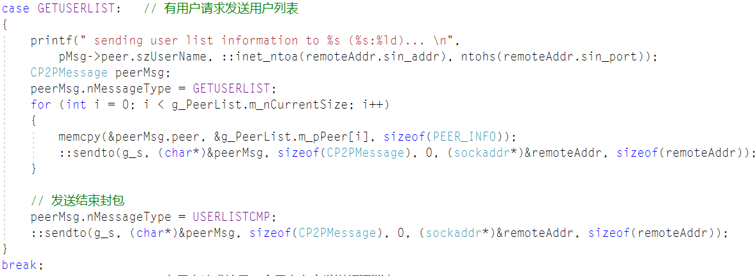 case GETUSERLIST:   // 有用户请求发送用户列表
{
    printf(" sending user list information to %s (%s:%ld)... \n",
        pMsg->peer.szUserName, ::inet_ntoa(remoteAddr.sin_addr), ntohs(remoteAddr.sin_port));
    CP2PMessage peerMsg;
    peerMsg.nMessageType = GETUSERLIST;
    for (int i = 0; i < g_PeerList.m_nCurrentSize; i++)
    {
        memcpy(&peerMsg.peer, &g_PeerList.m_pPeer[i], sizeof(PEER_INFO));
        ::sendto(g_s, (char*)&peerMsg, sizeof(CP2PMessage), 0, (sockaddr*)&remoteAddr, sizeof(remoteAddr));
    }

    // 发送结束封包
    peerMsg.nMessageType = USERLISTCMP;
    ::sendto(g_s, (char*)&peerMsg, sizeof(CP2PMessage), 0, (sockaddr*)&remoteAddr, sizeof(remoteAddr));
}
break;